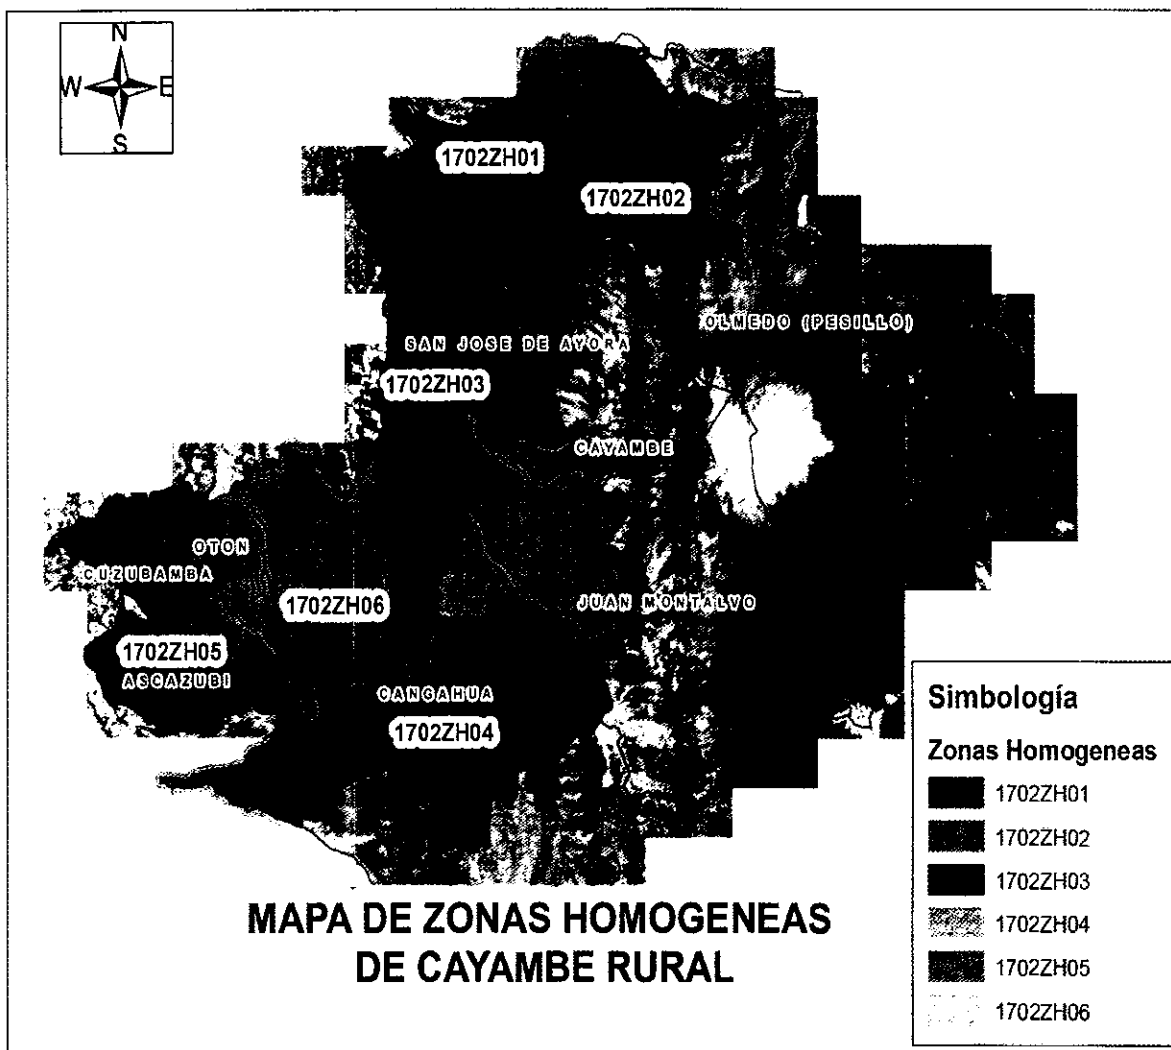 N
W E
S
1702ZH01
1702ZH02
OLMEDO (PESILLO)
SAN JOSE DE AYORA
1702ZH03
CAYAMBE
OTON
CUZUBAMBA
1702ZH06
JUAN MONTALVO
1702ZH05
ASCAZUBI
CANGAHUA
1702ZH04
MAPA DE ZONAS HOMOGENEAS
DE CAYAMBE RURAL
Simbología
Zonas Homogeneas
1702ZH01
1702ZH02
1702ZH03
1702ZH04
1702ZH05
1702ZH06